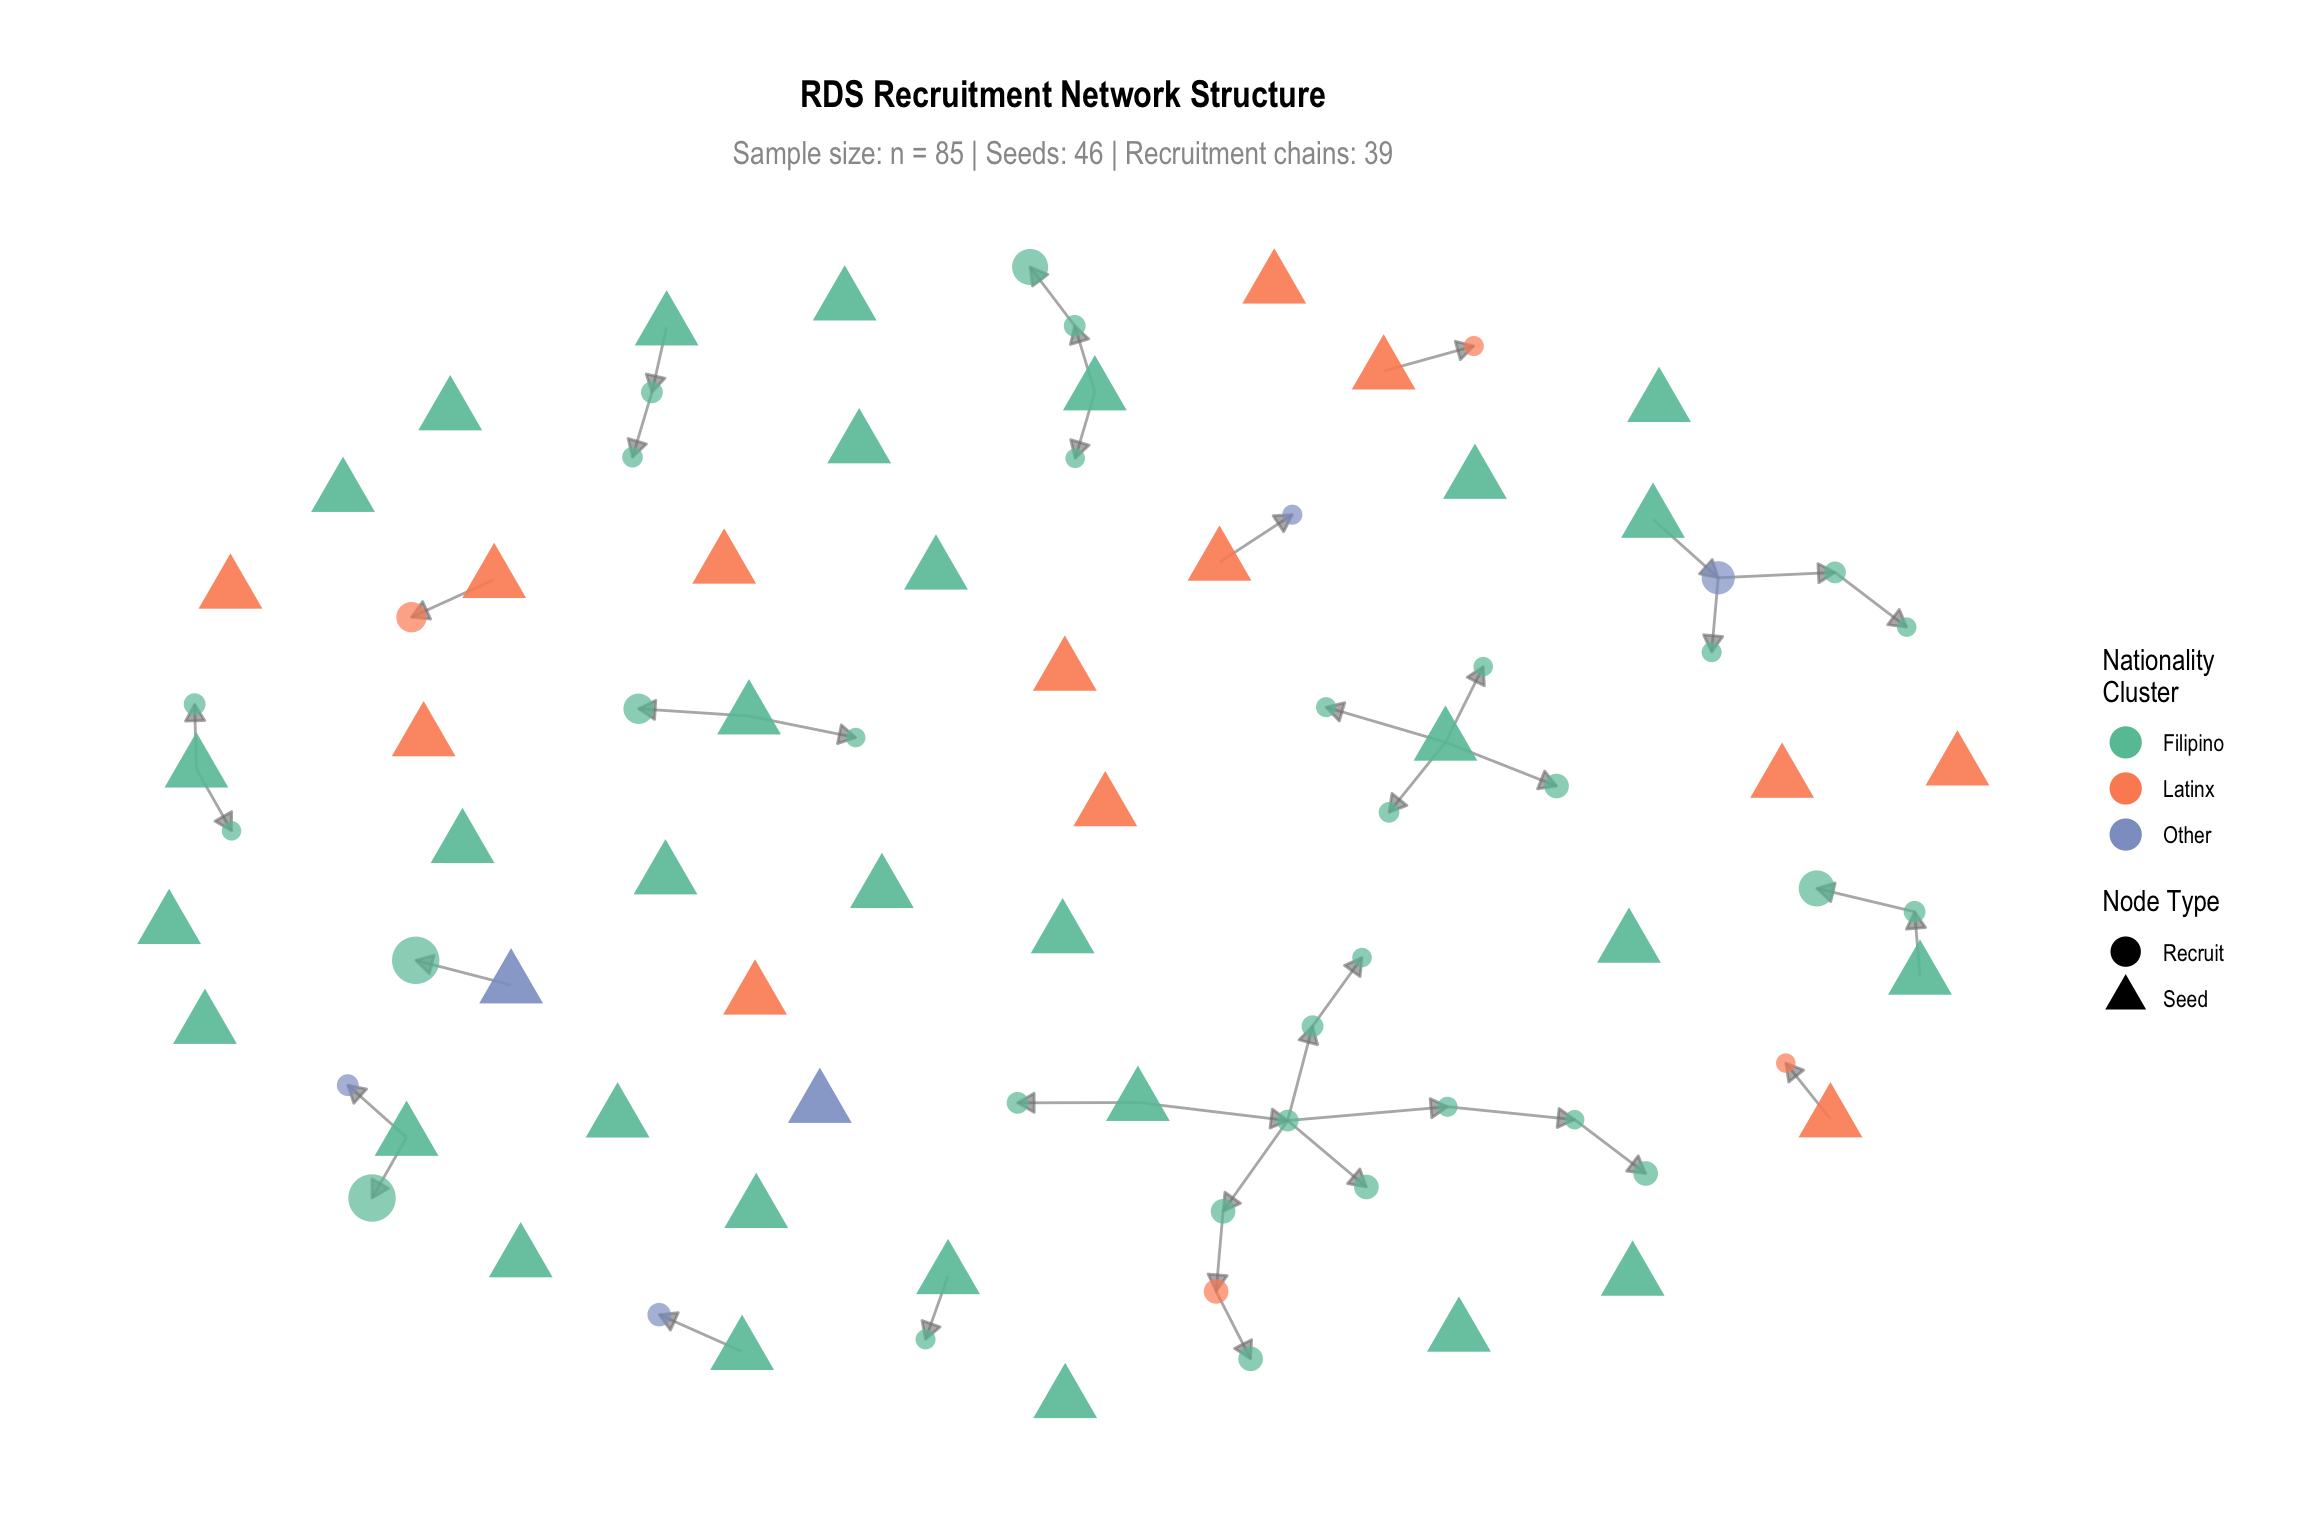 RDS Recruitment Network Structure
Sample size: n = 85 | Seeds: 46 | Recruitment chains: 39
Nationality
Cluster
Filipino
Latinx
Other
Node Type
Recruit
Seed